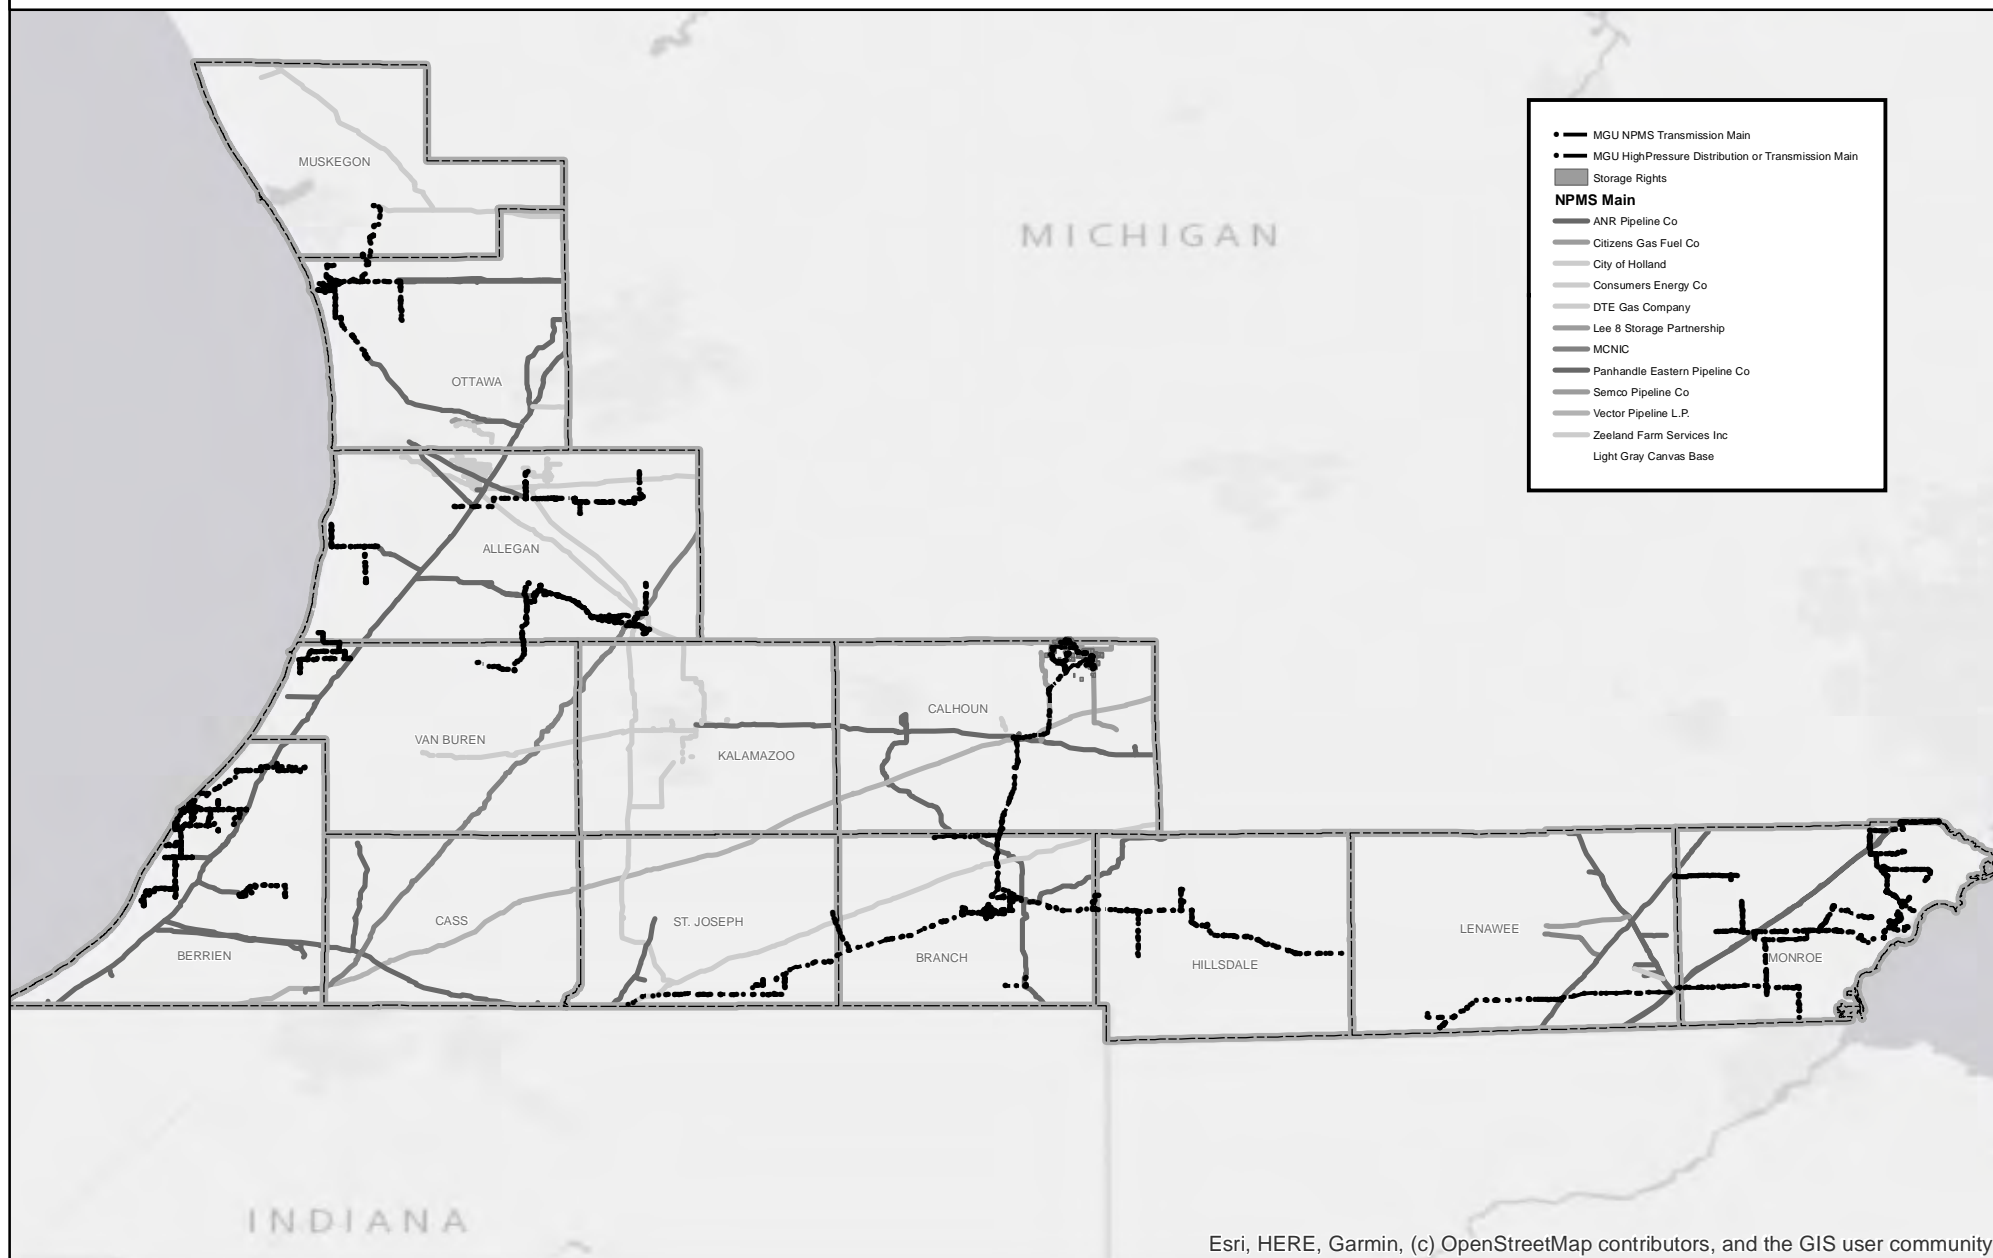 MUSKEGON
MGU NPMS Transmission Main
MGU HighPressure Distribution or Transmission Main
Storage Rights
NPMS Main
ANR Pipeline Co
Citizens Gas Fuel Co
City of Holland
Consumers Energy Co
DTE Gas Company
Lee 8 Storage Partnership
MCNIC
Panhandle Eastern Pipeline Co
Semco Pipeline Co
Vector Pipeline L.P.
Zeeland Farm Services Inc
Light Gray Canvas Base
MICHIGAN
OTTAWA
ALLEGAN
CALHOUN
VAN BUREN
KALAMAZOO
CASS
ST. JOSEPH
LENAWEE
BERRIEN
BRANCH
HILLSDALE
MONROE
INDIANA
Esri, HERE, Garmin, (c) OpenStreetMap contributors, and the GIS user community